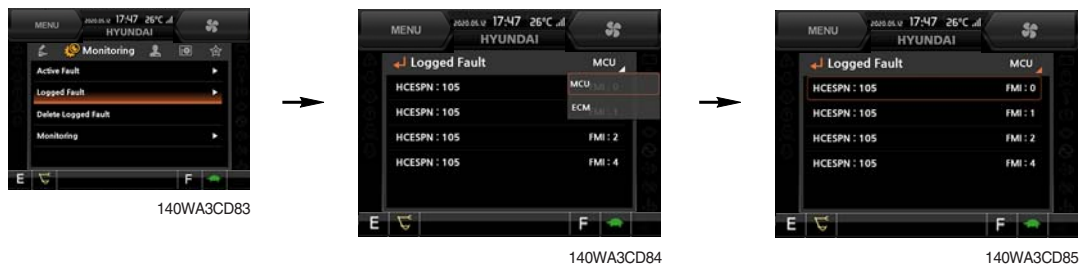 MENU
17:47 26°C
HYUNDAI
Monitoring
Active Fault
Logged Fault
Delete Logged Fault
Monitoring
E
F
140WA3CD83
MENU
17:47 26°C
HYUNDAI
Logged Fault MCU
HCESPN : 105
MCU
HCESPN : 105
ECM
HCESPN : 105 FMI : 2
HCESPN : 105 FMI : 4
E
F
140WA3CD84
MENU
17:47 26°C
HYUNDAI
Logged Fault MCU
HCESPN : 105 FMI : 0
HCESPN : 105 FMI : 1
HCESPN : 105 FMI : 2
HCESPN : 105 FMI : 4
E
F
140WA3CD85